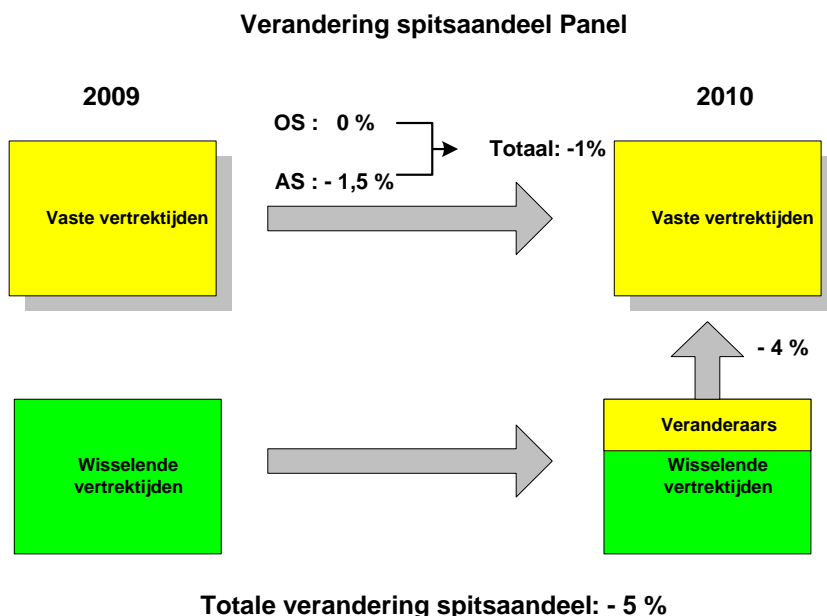 Verandering spitsaandeel Panel
2009
2010
OS : 0 %
Totaal: -1%
AS : - 1,5 %
Vaste vertrektijden
Vaste vertrektijden
- 4 %
Veranderaars
Wisselende
vertrektijden
Wisselende
vertrektijden
Totale verandering spitsaandeel: - 5 %